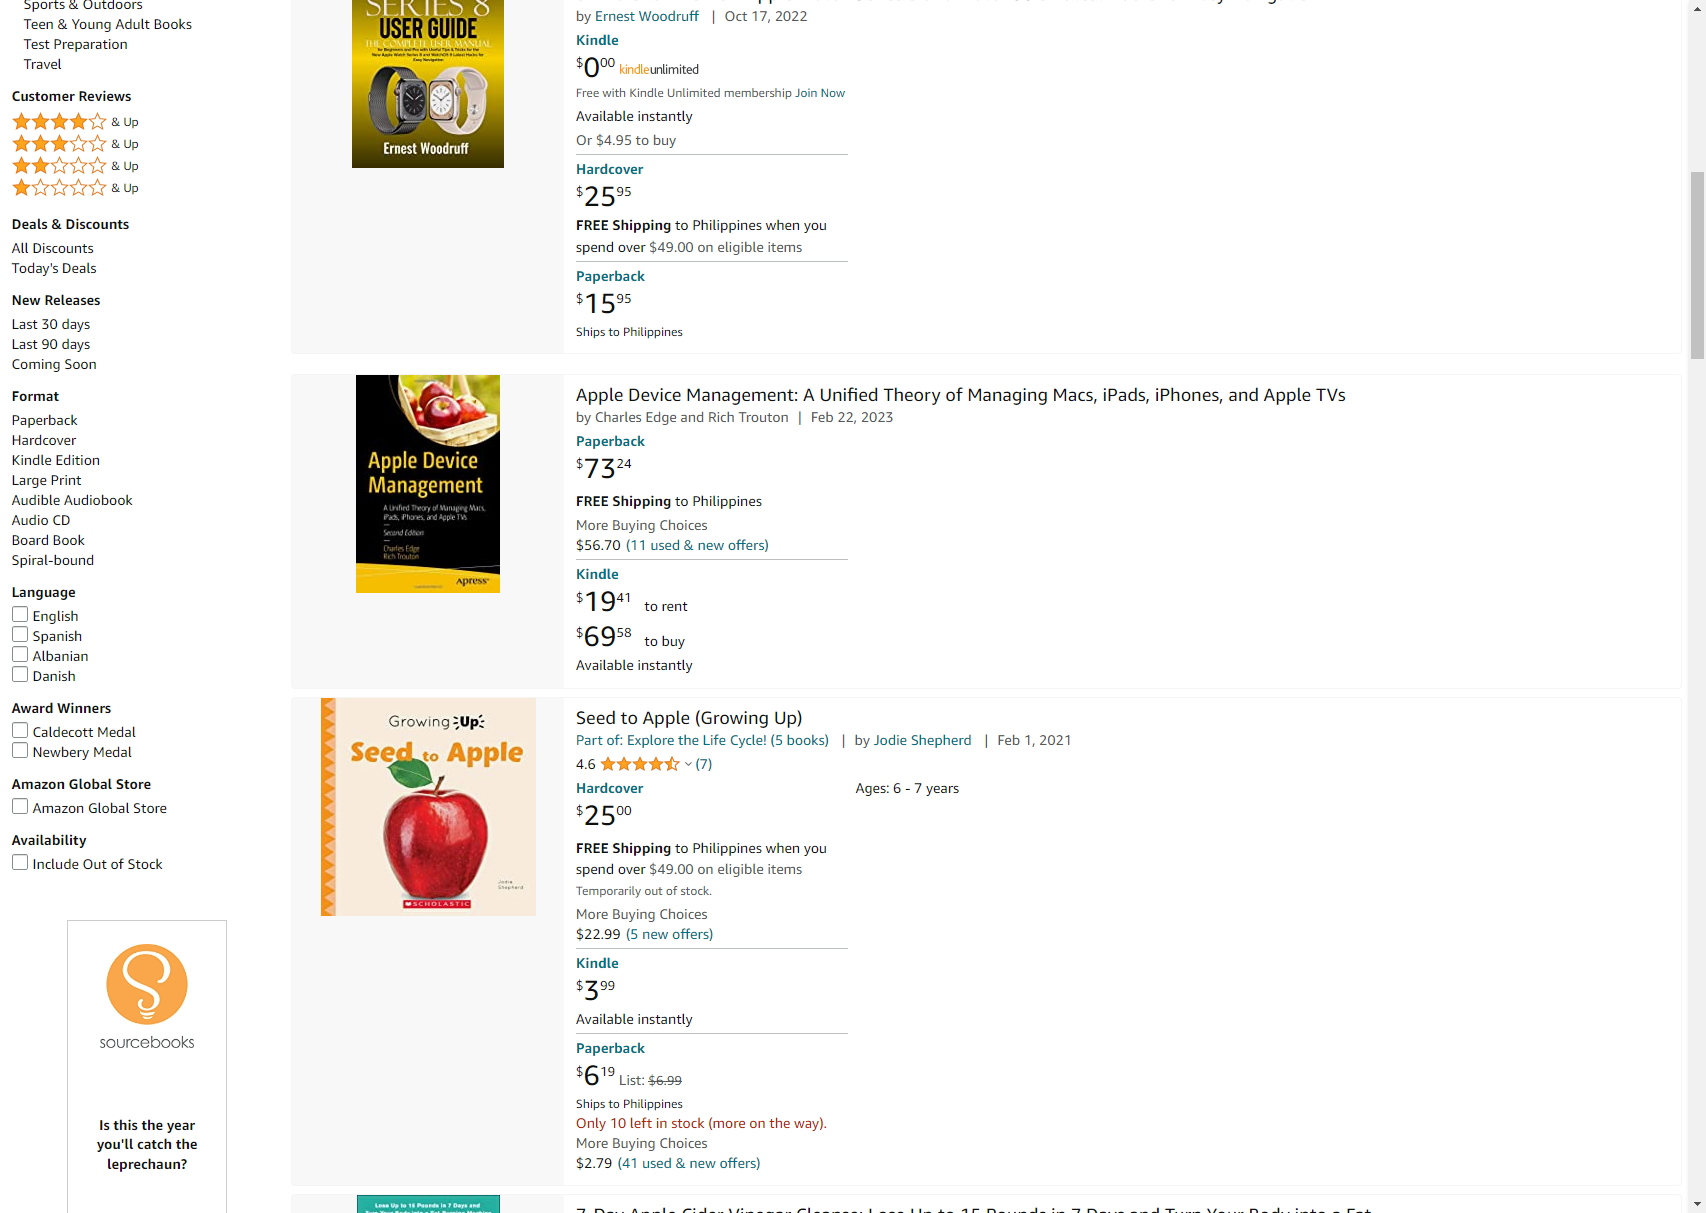 Sports & Outdoors
Teen & Young Adult Books
Test Preparation
Travel
Customer Reviews
& Up
& Up
& Up
& Up
Deals & Discounts
All Discounts
Today's Deals
New Releases
Last 30 days
Last 90 days
Coming Soon
Format
Paperback
Hardcover
Kindle Edition
Large Print
Audible Audiobook
Audio CD
Board Book
Spiral-bound
Language
English
Spanish
Albanian
Danish
Award Winners
Caldecott Medal
Newbery Medal
Amazon Global Store
Amazon Global Store
Availability
Include Out of Stock
sourcebooks
Is this the year
you'll catch the
leprechaun?
SERIES 8
USER GUIDE
THE COMPLETE USER MANUAL
Ernest Woodruff
by Ernest Woodruff | Oct 17, 2022
Kindle
$0.00 kindleunlimited
Free with Kindle Unlimited membership Join Now
Available instantly
Or $4.95 to buy
Hardcover
$25.95
FREE Shipping to Philippines when you
spend over $49.00 on eligible items
Paperback
$15.95
Ships to Philippines
Apple Device
Management
A Unified Theory of Managing Macs,
iPads, iPhones, and Apple TVs
Second Edition
Charles Edge
Rich Trouton
Apress
Apple Device Management: A Unified Theory of Managing Macs, iPads, iPhones, and Apple TVs
by Charles Edge and Rich Trouton | Feb 22, 2023
Paperback
$73.24
FREE Shipping to Philippines
More Buying Choices
$56.70 (11 used & new offers)
Kindle
$19.41 to rent
$69.58 to buy
Available instantly
Growing Up
Seed to Apple
Jodie
Shepherd
SCHOLASTIC
Seed to Apple (Growing Up)
Part of: Explore the Life Cycle! (5 books) | by Jodie Shepherd | Feb 1, 2021
4.6 (7)
Hardcover
Ages: 6 - 7 years
$25.00
FREE Shipping to Philippines when you
spend over $49.00 on eligible items
Temporarily out of stock.
More Buying Choices
$22.99 (5 new offers)
Kindle
$3.99
Available instantly
Paperback
$6.19 List: $6.99
Ships to Philippines
Only 10 left in stock (more on the way).
More Buying Choices
$2.79 (41 used & new offers)
Lose Up to 15 Pounds in 7 Days and
7-Day Apple Cider Vinegar Cleanse: Lose Up to 15 Pounds in 7 Days and Turn Your Body into a Fat